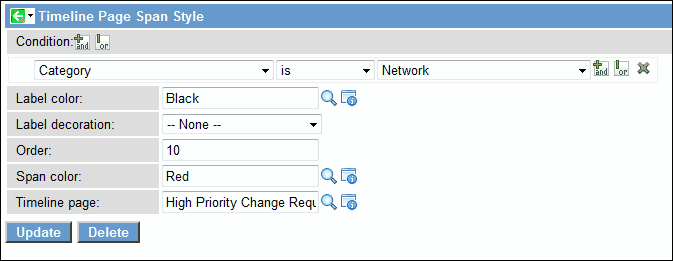 Timeline Page Span Style
Condition: and or
Category is Network and or
Label color: Black
Label decoration: -- None --
Order: 10
Span color: Red
Timeline page: High Priority Change Requ
Update Delete